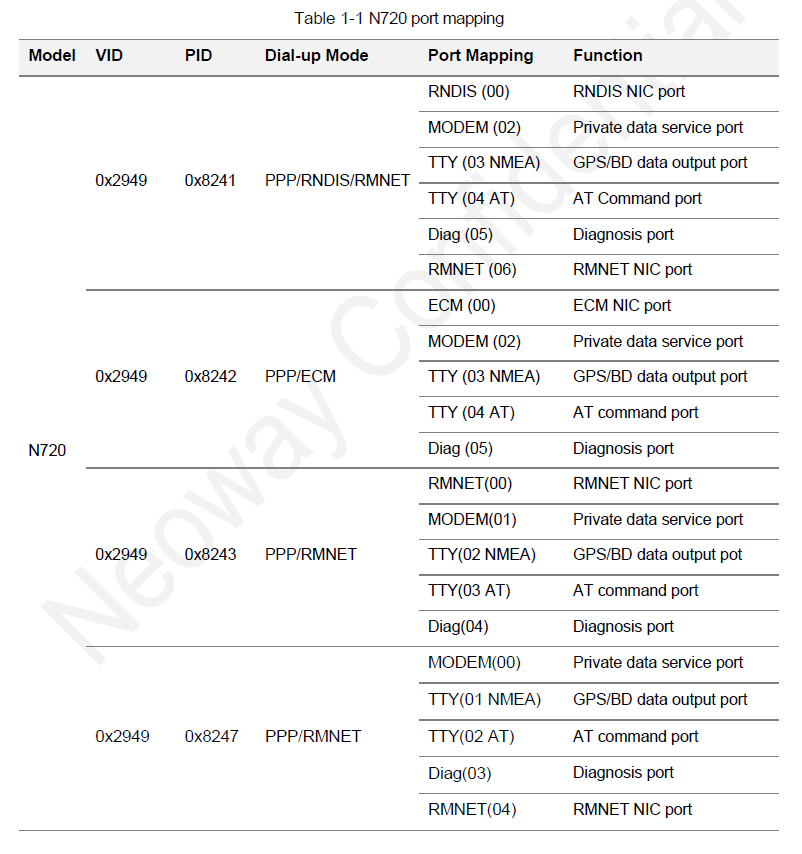 Table 1-1 N720 port mapping
Model VID PID Dial-up Mode Port Mapping Function
RNDIS (00) RNDIS NIC port
MODEM (02) Private data service port
TTY (03 NMEA) GPS/BD data output port
0x2949 0x8241 PPP/RNDIS/RMNET
TTY (04 AT) AT Command port
Diag (05) Diagnosis port
RMNET (06) RMNET NIC port
ECM (00) ECM NIC port
MODEM (02) Private data service port
0x2949 0x8242 PPP/ECM TTY (03 NMEA) GPS/BD data output port
TTY (04 AT) AT command port
Diag (05) Diagnosis port
N720
RMNET(00) RMNET NIC port
MODEM(01) Private data service port
0x2949 0x8243 PPP/RMNET TTY(02 NMEA) GPS/BD data output pot
TTY(03 AT) AT command port
Diag(04) Diagnosis port
MODEM(00) Private data service port
TTY(01 NMEA) GPS/BD data output port
0x2949 0x8247 PPP/RMNET TTY(02 AT) AT command port
Diag(03) Diagnosis port
RMNET(04) RMNET NIC port
Neoway Confidential